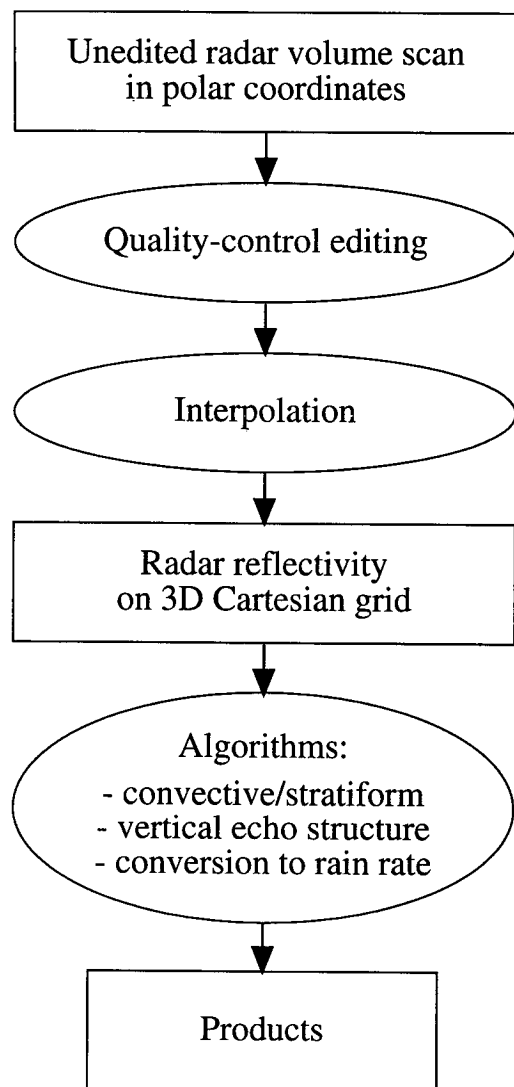 Unedited radar volume scan
in polar coordinates
Quality-control editing
Interpolation
Radar reflectivity
on 3D Cartesian grid
Algorithms:
- convective/stratiform
- vertical echo structure
- conversion to rain rate
Products